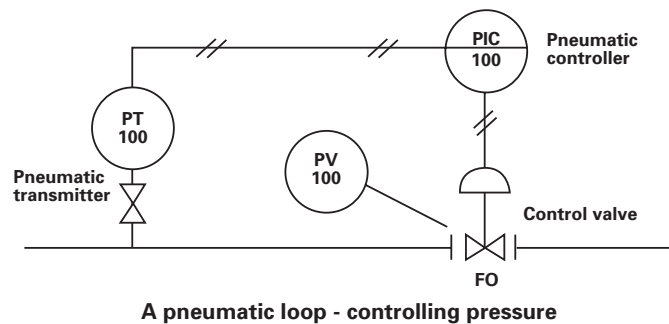 PIC
100
Pneumatic
controller
PT
100
Pneumatic
transmitter
PV
100
Control valve
FO
A pneumatic loop - controlling pressure